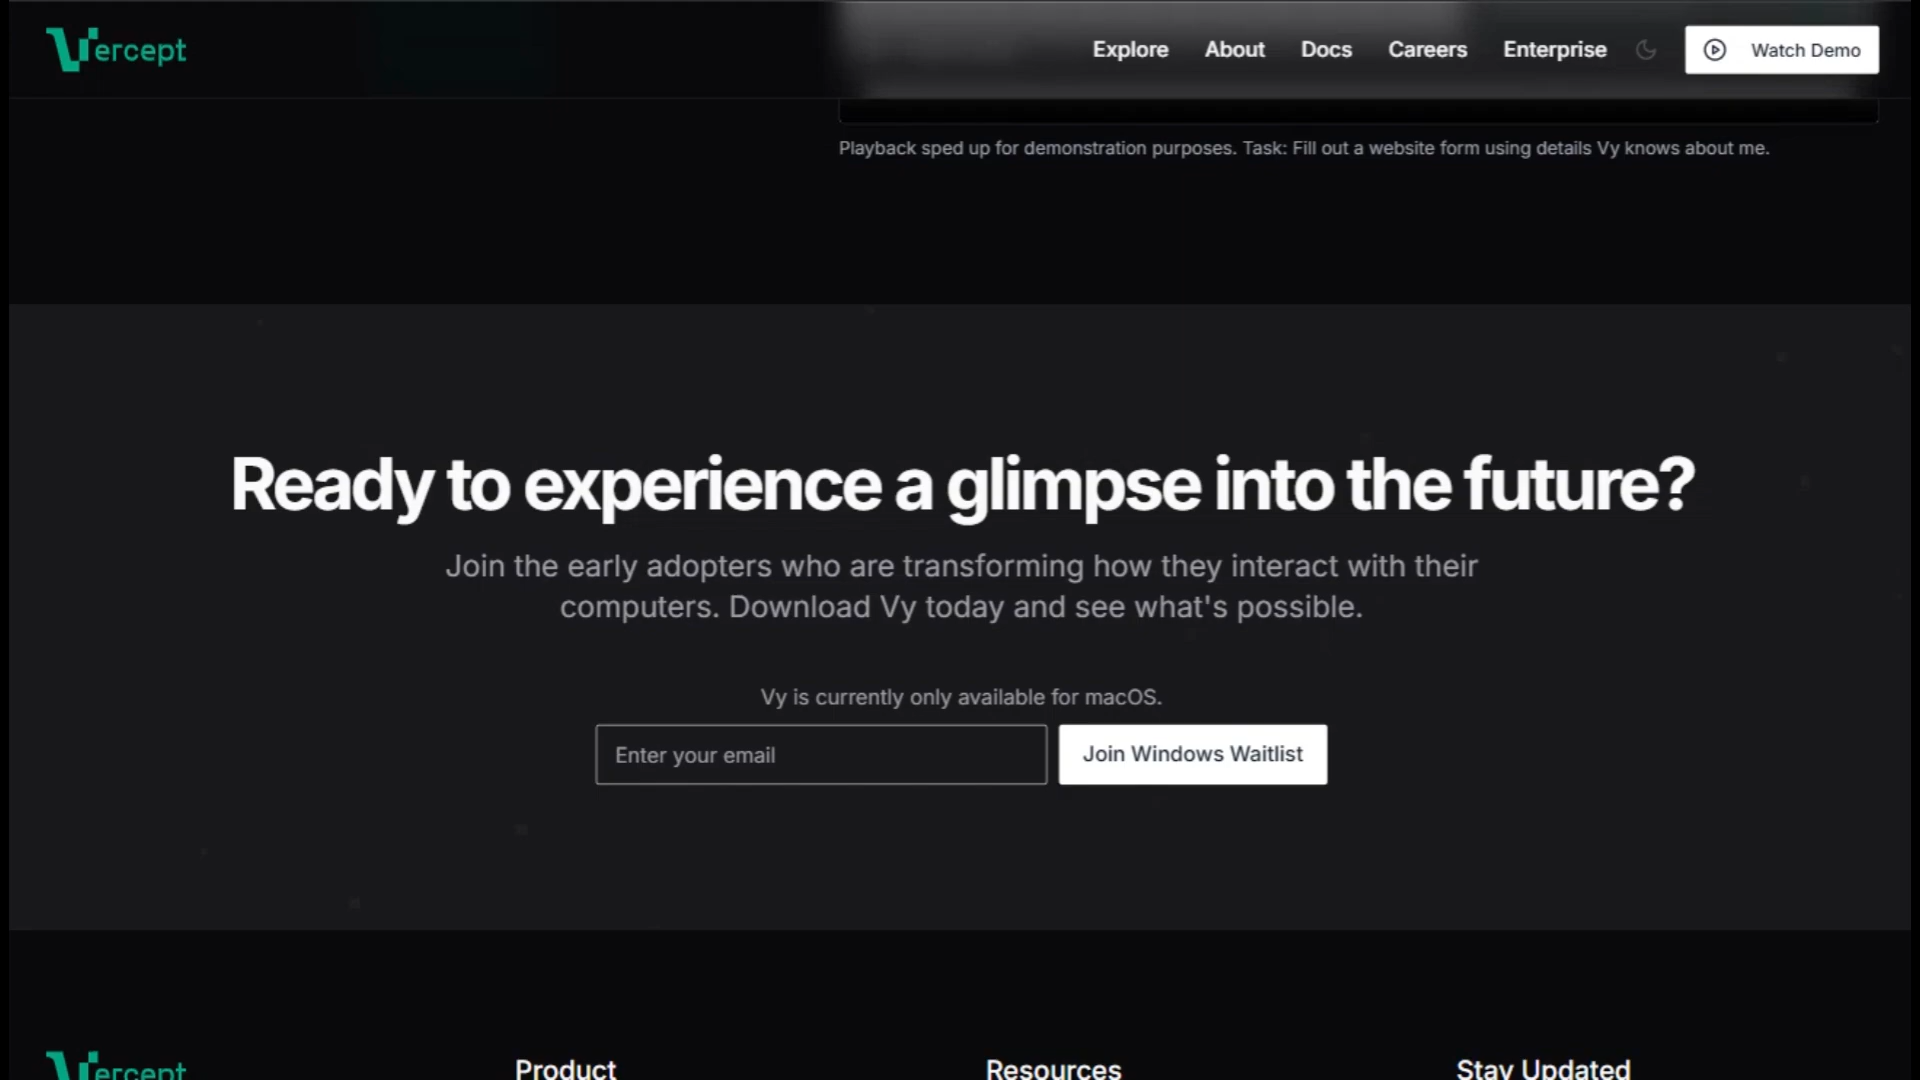 Vercept
Explore
About
Docs
Careers
Enterprise
Watch Demo
Playback sped up for demonstration purposes. Task: Fill out a website form using details Vy knows about me.
Ready to experience a glimpse into the future?
Join the early adopters who are transforming how they interact with their
computers. Download Vy today and see what's possible.
Vy is currently only available for macOS.
Enter your email
Join Windows Waitlist
Vercept
Product
Resources
Stay Updated